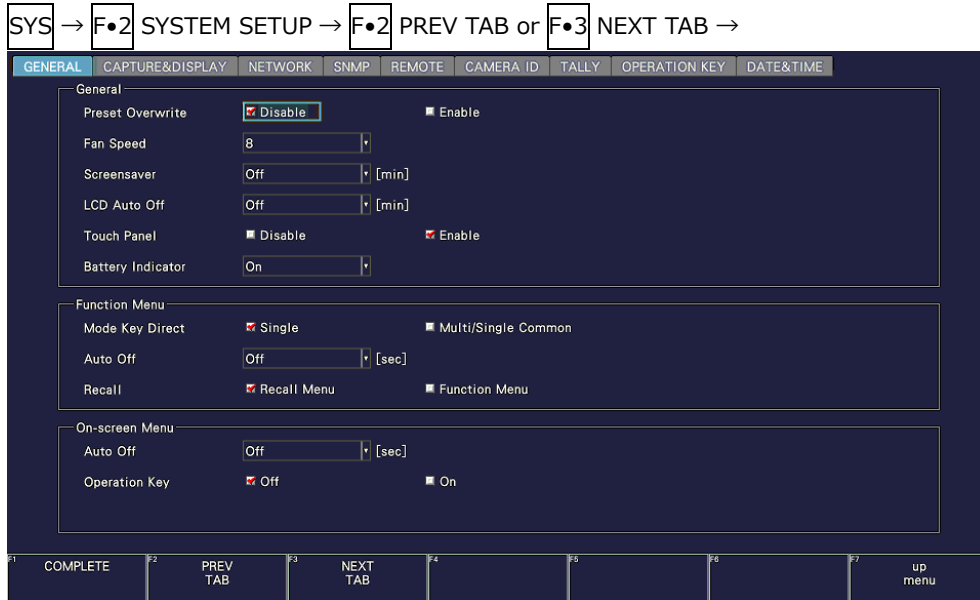 SYS → F•2 SYSTEM SETUP → F•2 PREV TAB or F•3 NEXT TAB →
GENERAL CAPTURE&DISPLAY NETWORK SNMP REMOTE CAMERA ID TALLY OPERATION KEY DATE&TIME
General
Preset Overwrite Disable Enable
Fan Speed 8
Screensaver Off [min]
LCD Auto Off Off [min]
Touch Panel Disable Enable
Battery Indicator On
Function Menu
Mode Key Direct Single Multi/Single Common
Auto Off Off [sec]
Recall Recall Menu Function Menu
On-screen Menu
Auto Off Off [sec]
Operation Key Off On
F1 COMPLETE F2 PREV TAB F3 NEXT TAB F4 F5 F6 F7 up menu